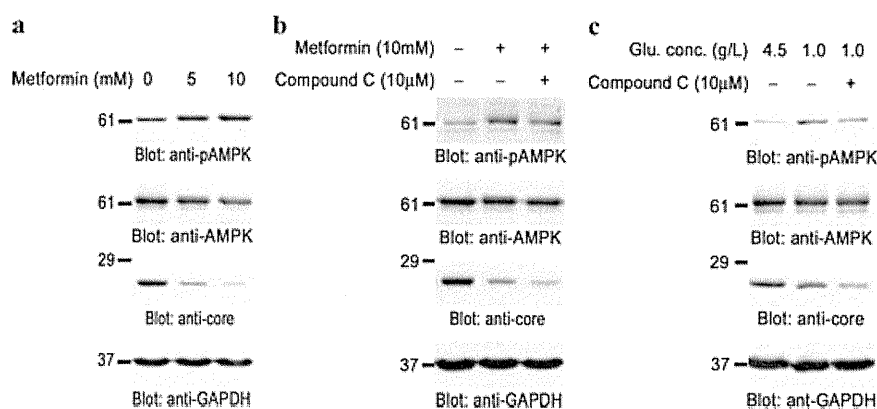 a
Metformin (mM) 0 5 10
61
Blot: anti-pAMPK
61
Blot: anti-AMPK
29
Blot: anti-core
37
Blot: anti-GAPDH
b
Metformin (10mM) – + +
Compound C (10μM) – – +
61
Blot: anti-pAMPK
61
Blot: anti-AMPK
29
Blot: anti-core
37
Blot: anti-GAPDH
c
Glu. conc. (g/L) 4.5 1.0 1.0
Compound C (10μM) – – +
61
Blot: anti-pAMPK
61
Blot: anti-AMPK
29
Blot: anti-core
37
Blot: ant-GAPDH